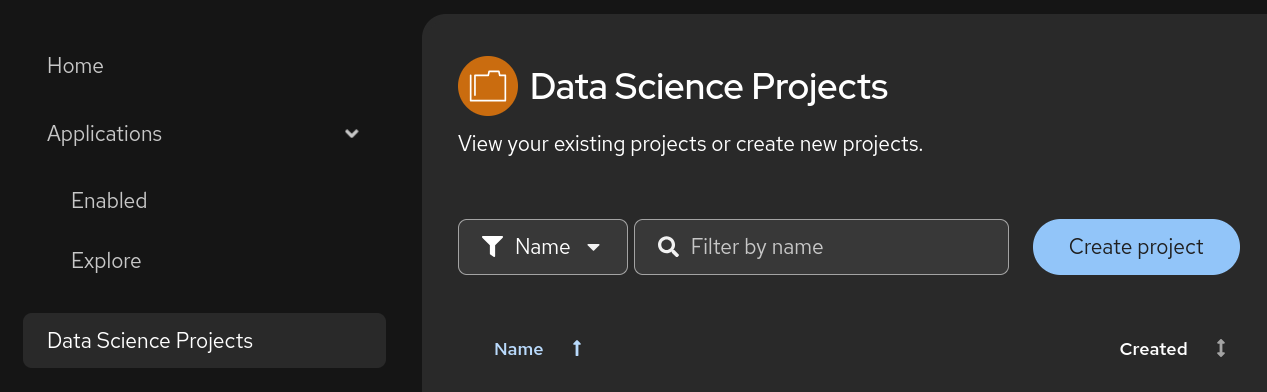 Home
Applications
Enabled
Explore
Data Science Projects
Data Science Projects
View your existing projects or create new projects.
Name
Filter by name
Create project
Name
Created